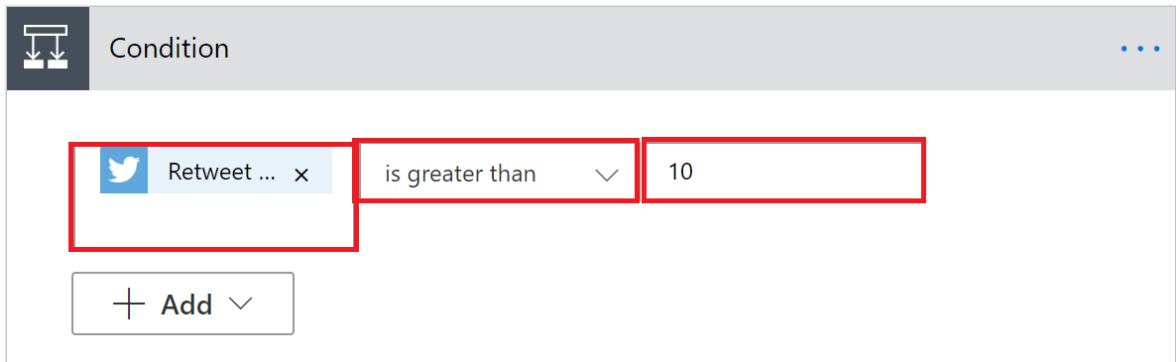 Condition
Retweet ... x is greater than 10
+ Add